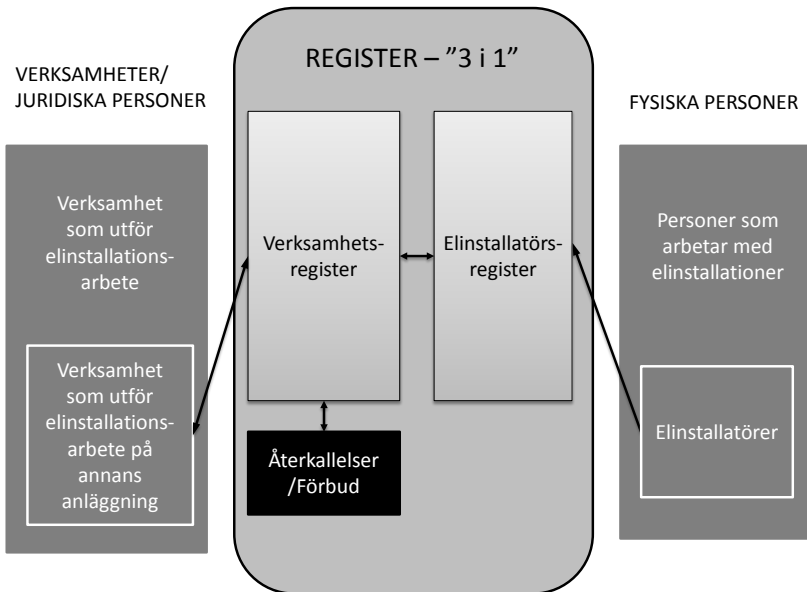 REGISTER – ”3 i 1”
VERKSAMHETER/
JURIDISKA PERSONER
FYSISKA PERSONER
Verksamhet
som utför
elinstallations-
arbete
Verksamhet
som utför
elinstallations-
arbete på
annans
anläggning
Verksamhets-
register
Elinstallatörs-
register
Återkallelser
/Förbud
Personer som
arbetar med
elinstallationer
Elinstallatörer